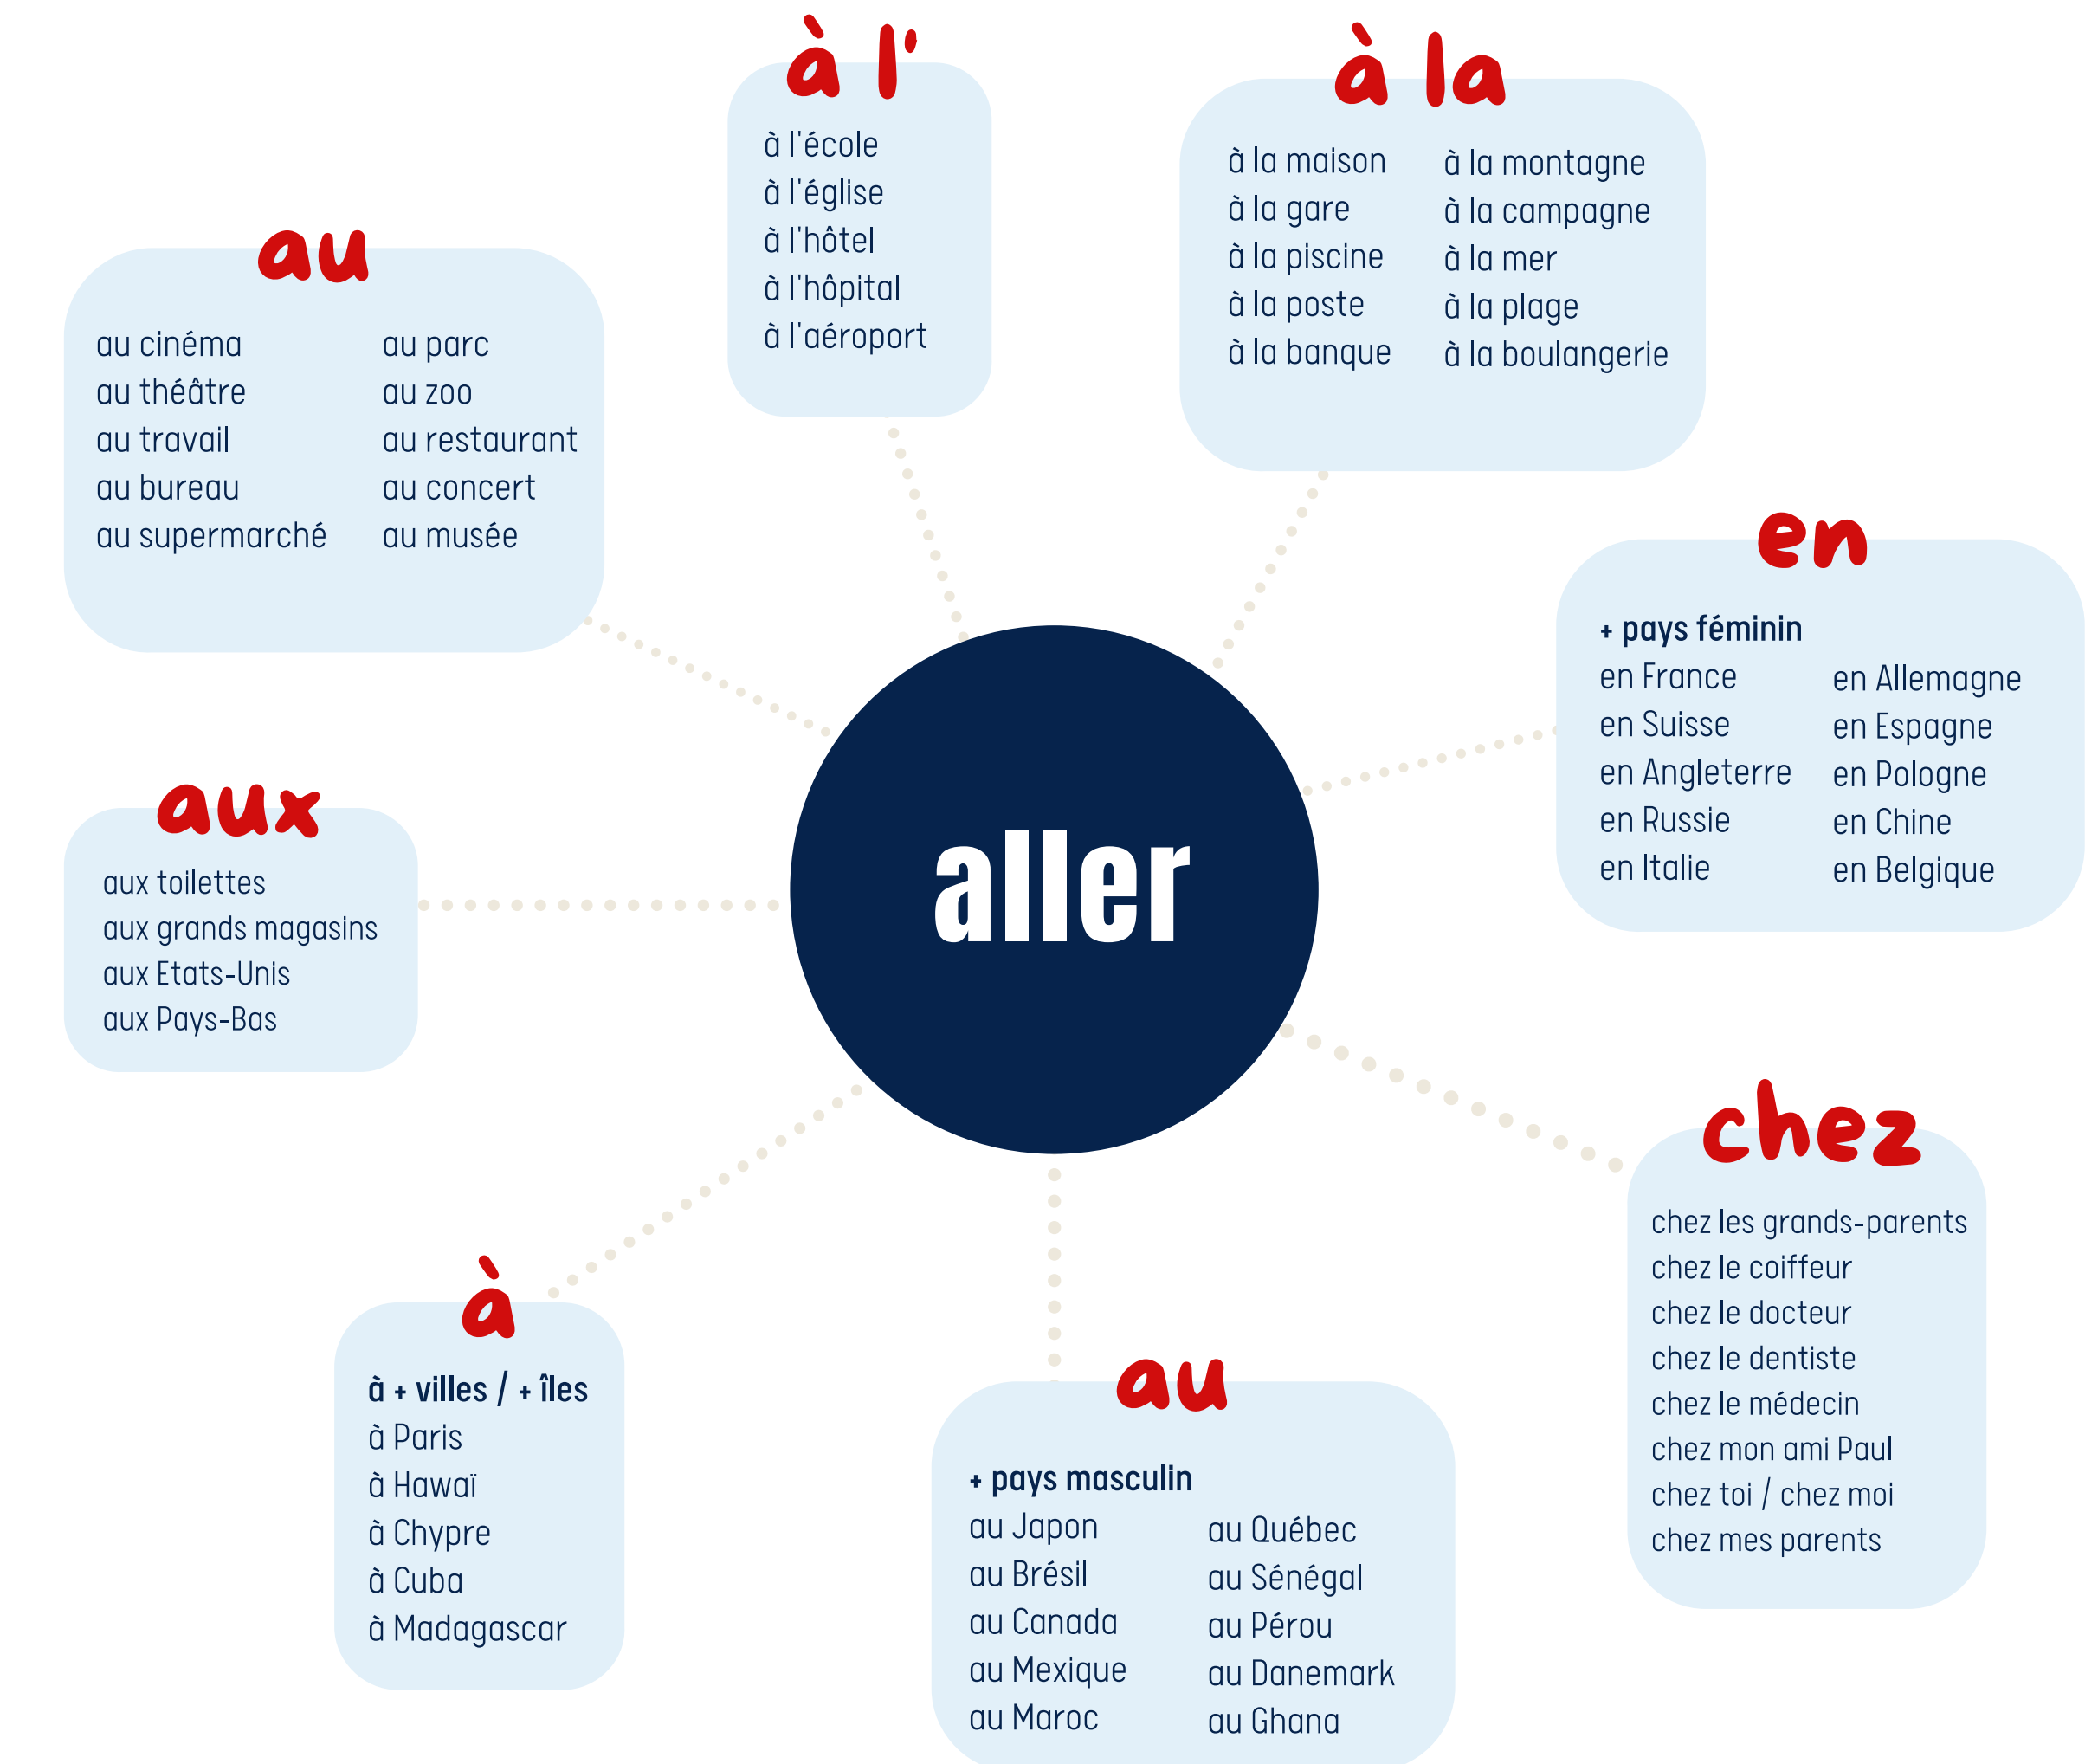 à l'
à l'école
à l'église
à l'hôtel
à l'hôpital
à l'aéroport
à la
à la maison
à la gare
à la piscine
à la poste
à la banque
à la montagne
à la campagne
à la mer
à la plage
à la boulangerie
au
au cinéma
au théâtre
au travail
au bureau
au supermarché
au parc
au zoo
au restaurant
au concert
au musée
en
+ pays féminin
en France
en Suisse
en Angleterre
en Russie
en Italie
en Allemagne
en Espagne
en Pologne
en Chine
en Belgique
aux
aux toilettes
aux grands magasins
aux Etats-Unis
aux Pays-Bas
aller
chez
chez les grands-parents
chez le coiffeur
chez le docteur
chez le dentiste
chez le médecin
chez mon ami Paul
chez toi / chez moi
chez mes parents
à
à + villes / + îles
à Paris
à Hawaï
à Chypre
à Cuba
à Madagascar
au
+ pays masculin
au Japon
au Brésil
au Canada
au Mexique
au Maroc
au Québec
au Sénégal
au Pérou
au Danemark
au Ghana